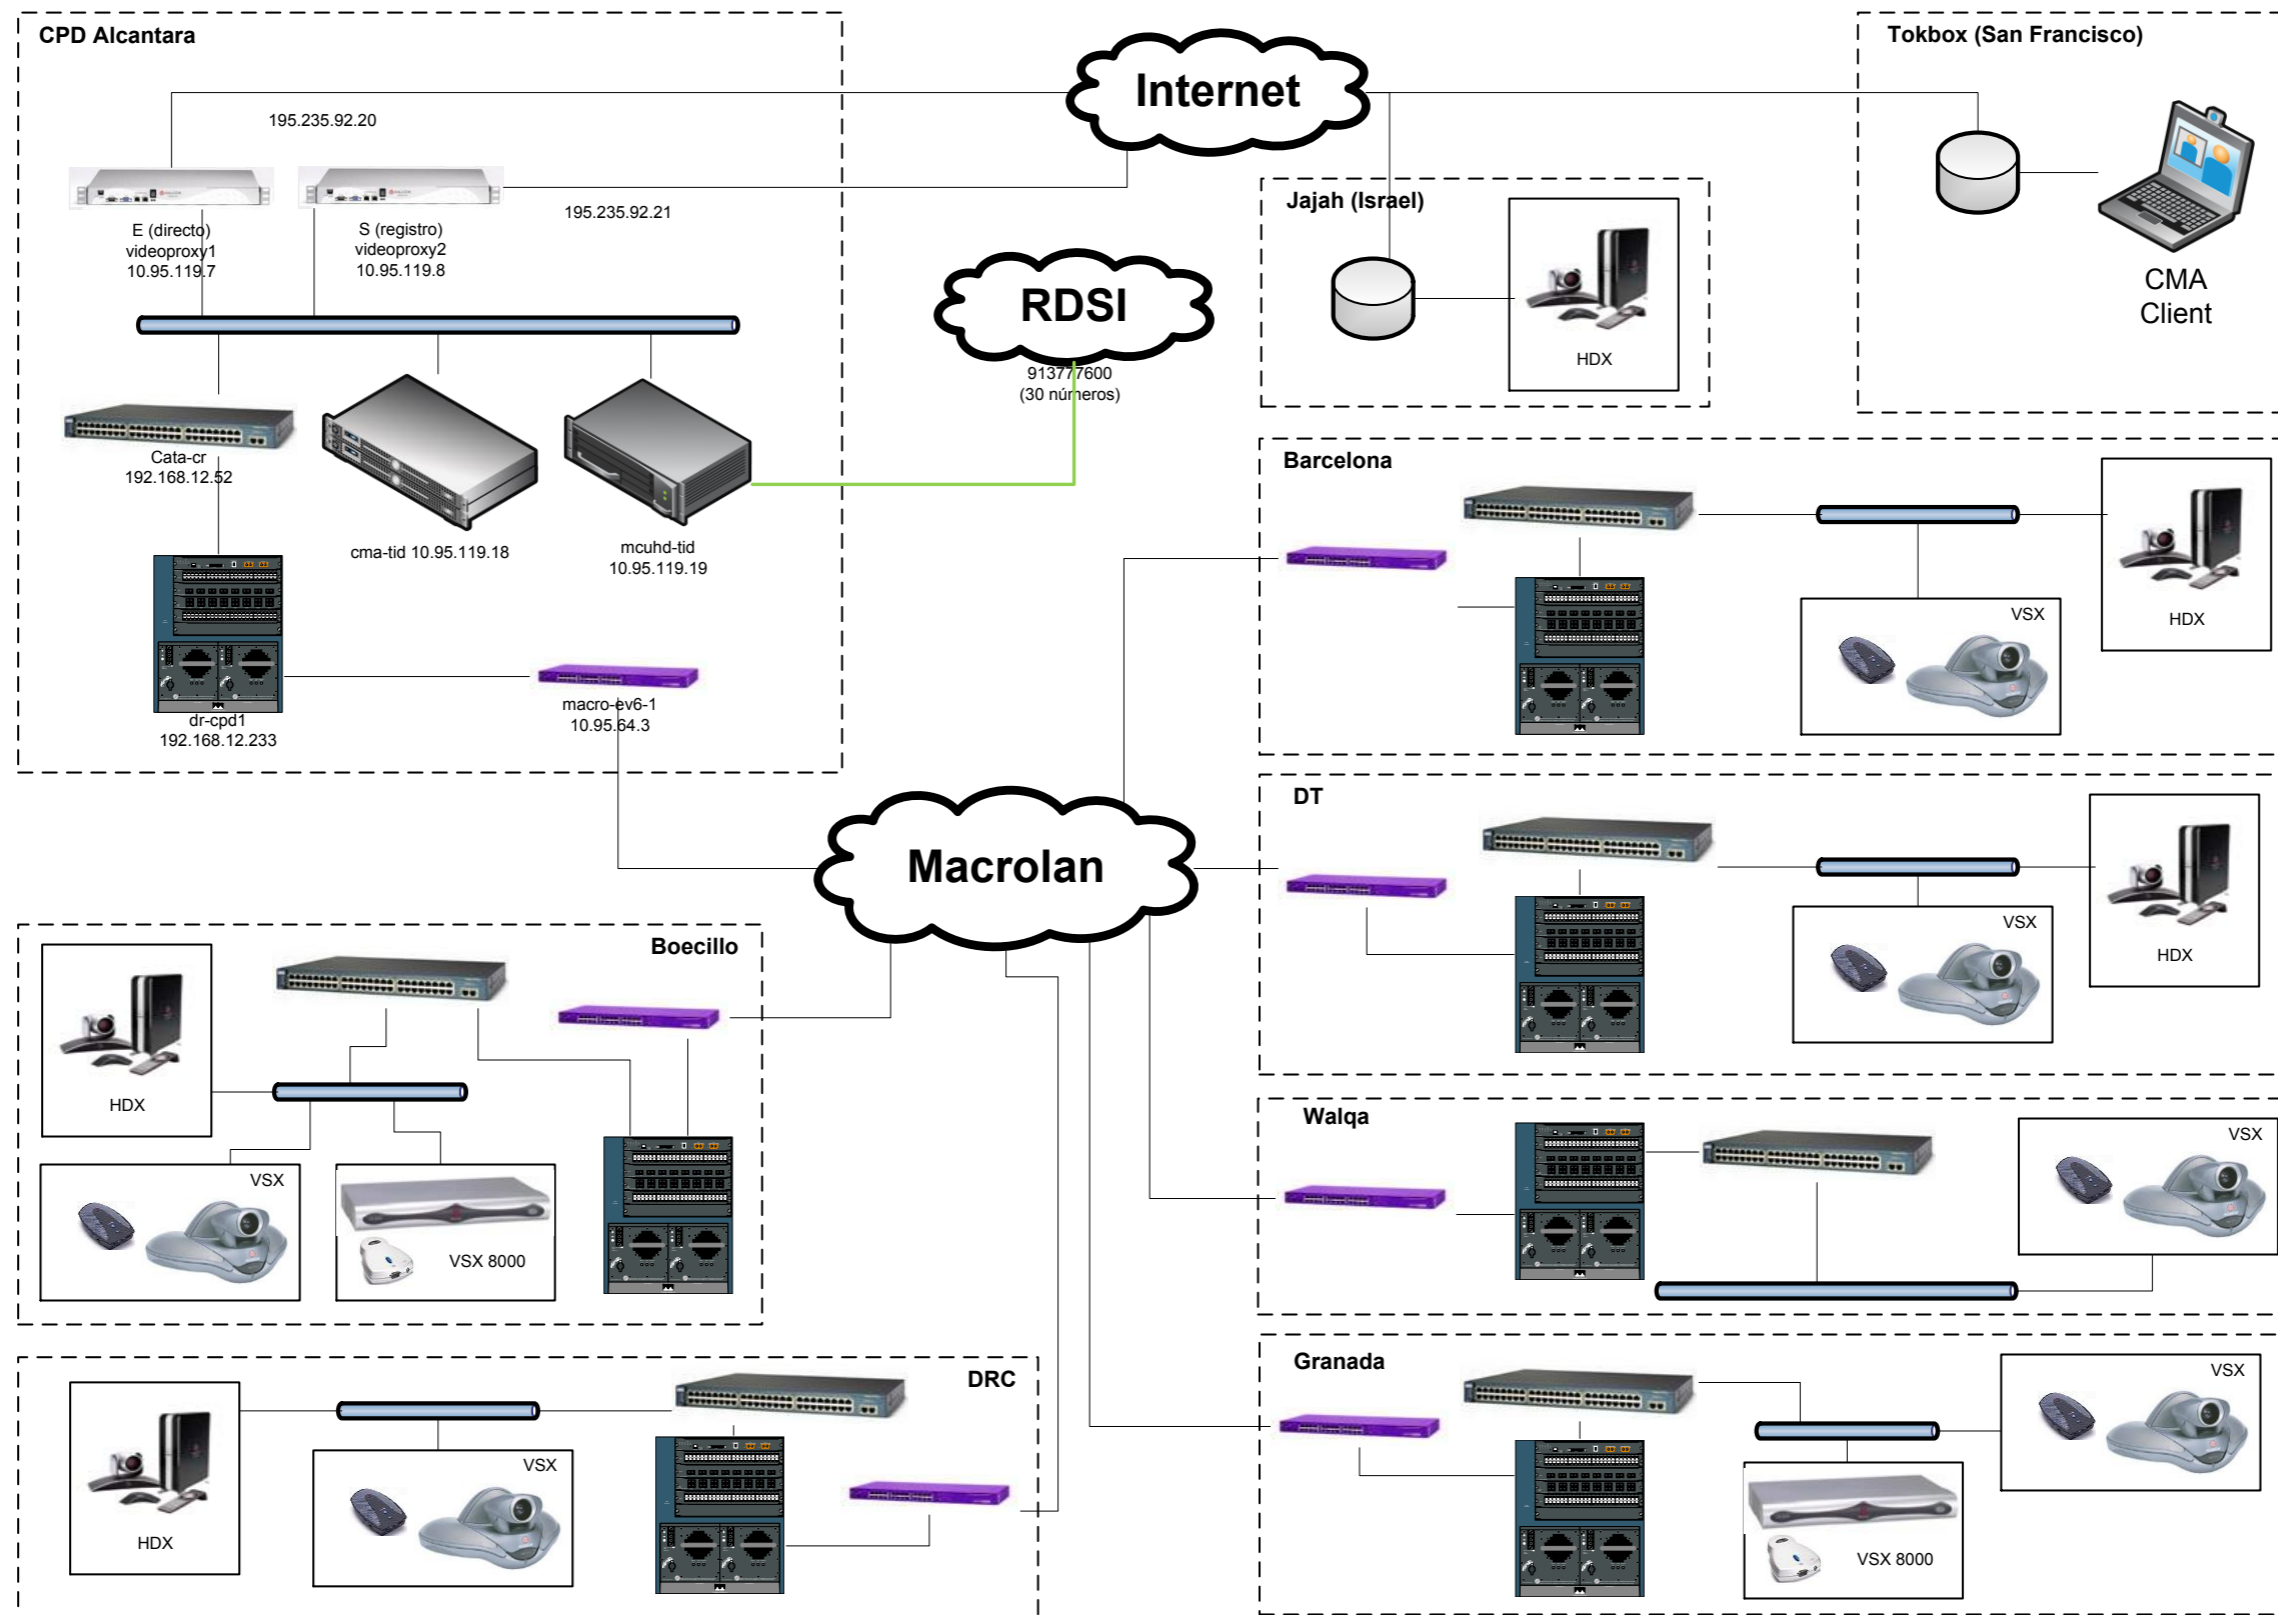 CPD Alcantara
Internet
Tokbox (San Francisco)
195.235.92.20
195.235.92.21
E (directo)
videoproxy1
10.95.119.7
S (registro)
videoproxy2
10.95.119.8
Jajah (Israel)
HDX
CMA
Client
RDSI
913777600
(30 números)
Cata-cr
192.168.12.52
cma-tid 10.95.119.18
mcuhd-tid
10.95.119.19
dr-cpd1
192.168.12.233
macro-ev6-1
10.95.64.3
Barcelona
VSX
HDX
Macrolan
DT
VSX
HDX
Boecillo
HDX
VSX
VSX 8000
Walqa
VSX
DRC
HDX
VSX
Granada
VSX
VSX 8000